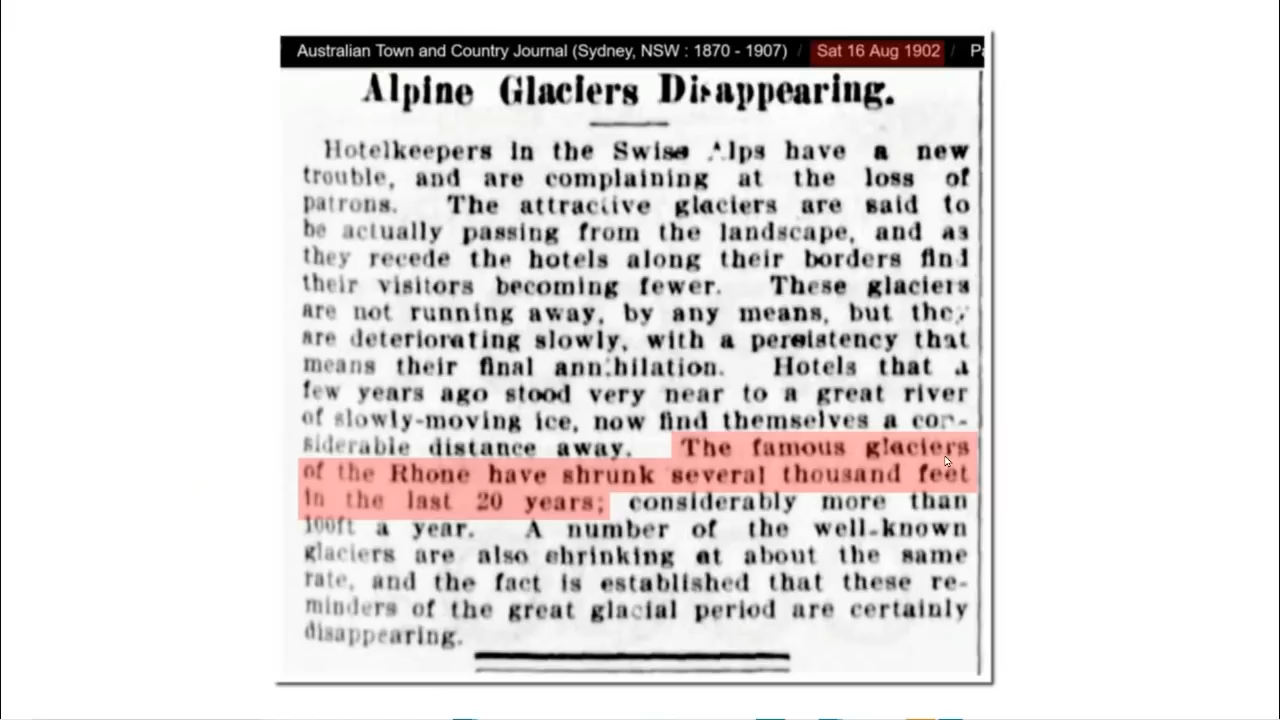 Australian Town and Country Journal (Sydney, NSW : 1870 - 1907) / Sat 16 Aug 1902 /
Alpine Glaciers Disappearing.
Hotelkeepers in the Swiss Alps have a new
trouble, and are complaining at the loss of
patrons. The attractive glaciers are said to
be actually passing from the landscape, and as
they recede the hotels along their borders find
their visitors becoming fewer. These glaciers
are not running away, by any means, but they
are deteriorating slowly, with a persistency that
means their final annihilation. Hotels that a
few years ago stood very near to a great river
of slowly-moving ice, now find themselves a con-
siderable distance away. The famous glaciers
of the Rhone have shrunk several thousand feet
in the last 20 years; considerably more than
100ft a year. A number of the well-known
glaciers are also shrinking at about the same
rate, and the fact is established that these re-
minders of the great glacial period are certainly
disappearing.